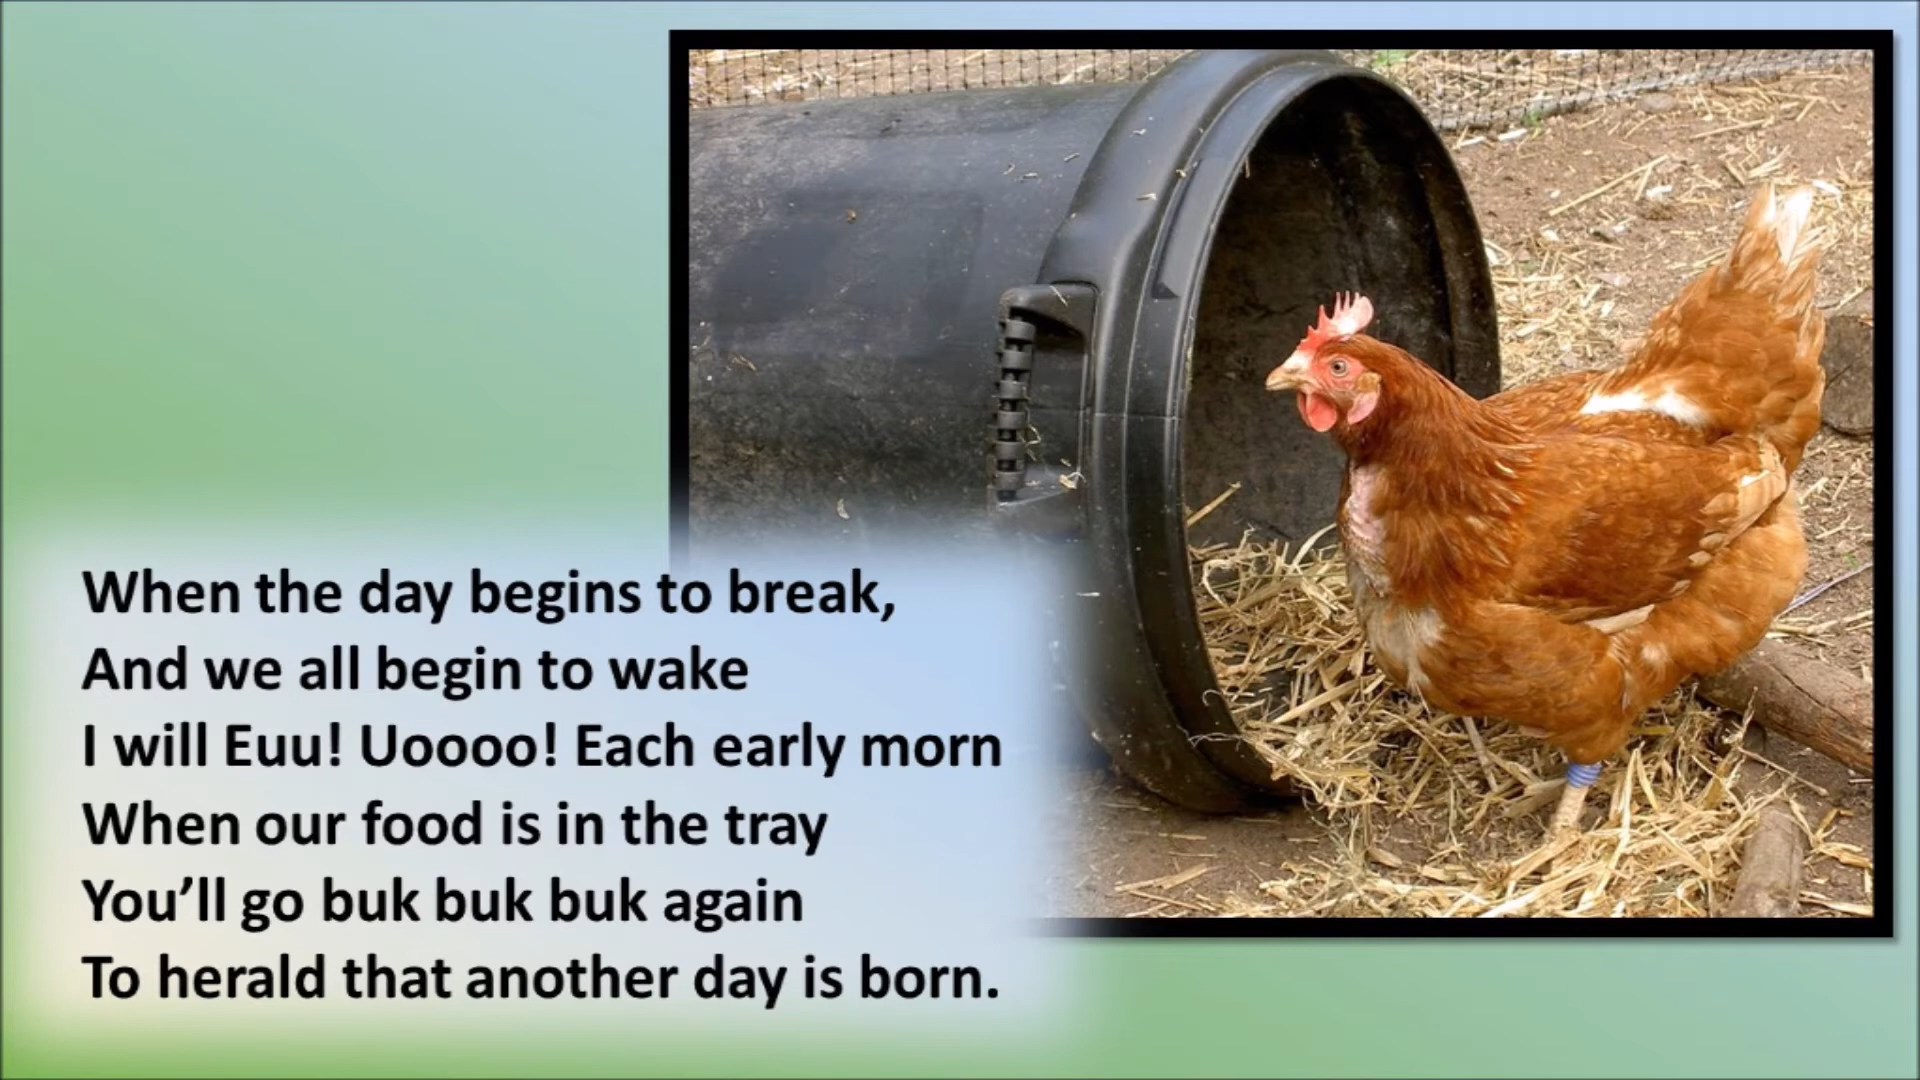 When the day begins to break,
And we all begin to wake
I will Euu! Uoooo! Each early morn
When our food is in the tray
You’ll go buk buk buk again
To herald that another day is born.